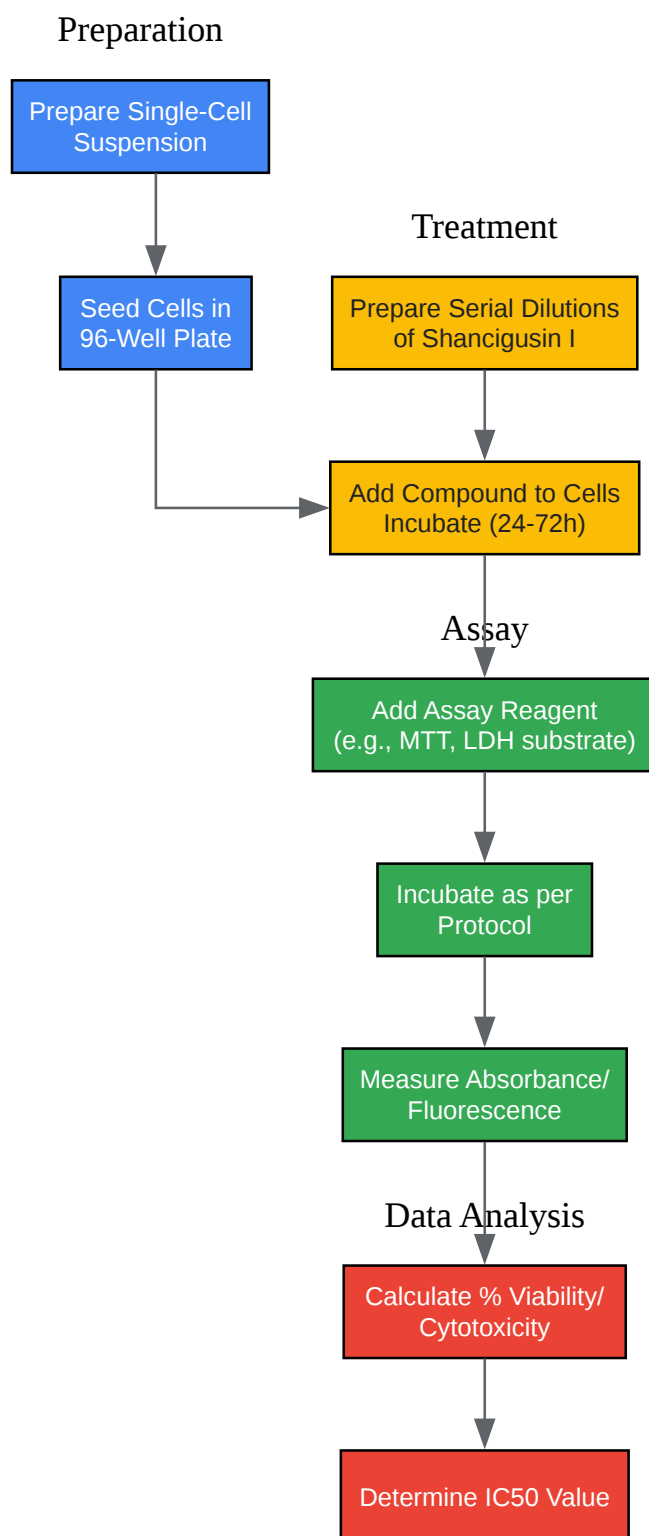 Preparation
Prepare Single-Cell
Suspension
Seed Cells in
96-Well Plate
Treatment
Prepare Serial Dilutions
of Shancigusin I
Add Compound to Cells
Incubate (24-72h)
Assay
Add Assay Reagent
(e.g., MTT, LDH substrate)
Incubate as per
Protocol
Measure Absorbance/
Fluorescence
Data Analysis
Calculate % Viability/
Cytotoxicity
Determine IC50 Value